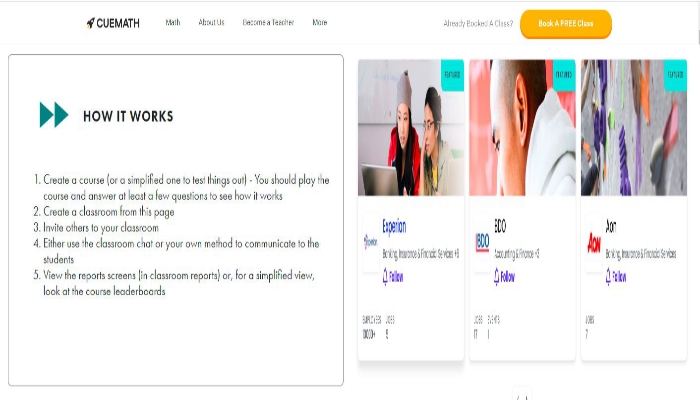 CUEMATH
Math
About Us
Become a Teacher
More
Already Booked A Class?
Book A FREE Class
HOW IT WORKS
1. Create a course (or a simplified one to test things out) - You should play the
course and answer at least a few questions to see how it works
2. Create a classroom from this page
3. Invite others to your classroom
4. Either use the classroom chat or your own method to communicate to the
students
5. View the reports screens (in classroom reports) or, for a simplified view,
look at the course leaderboards
FEATURED
FEATURED
FEATURED
experian
Experian
Banking, Insurance & Financial Services +8
Follow
EMPLOYEES JOBS
10000+ 5
BDO
BDO
Accounting & Finance +3
Follow
JOBS EVENTS
17 1
Aon
Aon
Banking, Insurance & Financial Services
Follow
JOBS
7